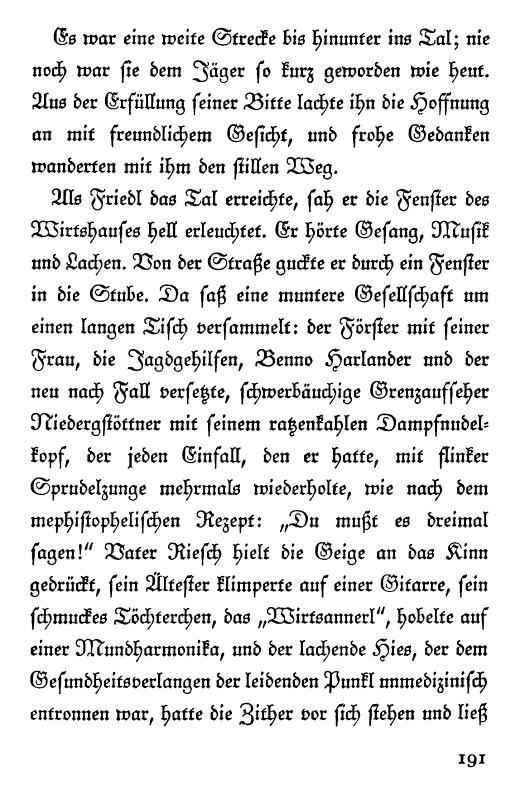 Es war eine weite Strecke bis hinunter ins Tal; nie
noch war sie dem Jäger so kurz geworden wie heut.
Aus der Erfüllung seiner Bitte lachte ihn die Hoffnung
an mit freundlichem Gesicht, und frohe Gedanken
wanderten mit ihm den stillen Weg.
Als Friedl das Tal erreichte, sah er die Fenster des
Wirtshauses hell erleuchtet. Er hörte Gesang, Musik
und Lachen. Von der Straße guckte er durch ein Fenster
in die Stube. Da saß eine muntere Gesellschaft um
einen langen Tisch versammelt: der Förster mit seiner
Frau, die Jagdgehilfen, Benno Harlander und der
neu nach Fall versetzte, schwerbäuchige Grenzaufseher
Niedergstöttner mit seinem ratzenkahlen Dampfnudel-
kopf, der jeden Einfall, den er hatte, mit flinker
Sprudelzunge mehrmals wiederholte, wie nach dem
mephistophelischen Rezept: „Du mußt es dreimal
sagen!“ Vater Riesch hielt die Geige an das Kinn
gedrückt, sein Ältester klimperte auf einer Gitarre, sein
schmuckes Töchterchen, das „Wirtsannerl“, hobelte auf
einer Mundharmonika, und der lachende Hies, der dem
Gesundheitsverlangen der leidenden Punkl unmedizinisch
entronnen war, hatte die Zither vor sich stehen und ließ
191